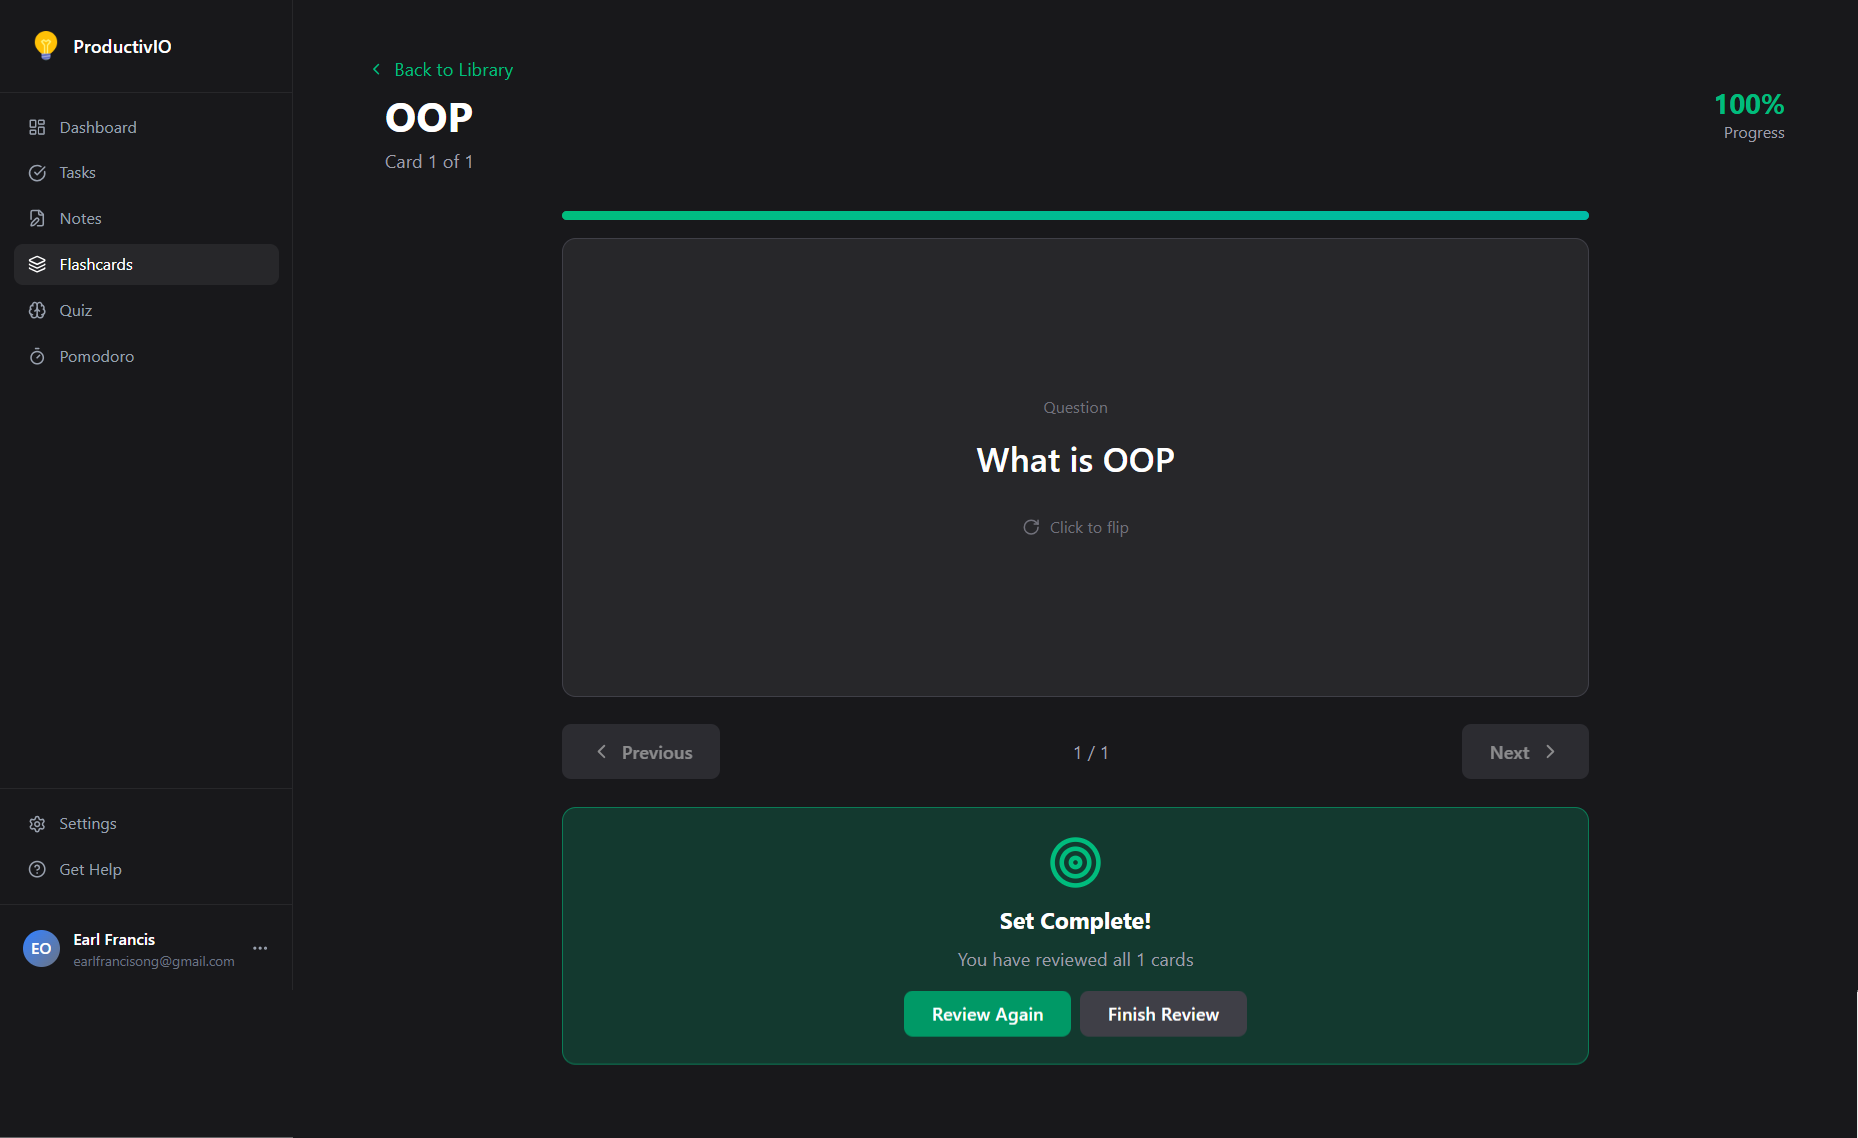 ProductivIO
Dashboard
Tasks
Notes
Flashcards
Quiz
Pomodoro
Settings
Get Help
EO
Earl Francis
earlfrancisong@gmail.com
Back to Library
OOP
Card 1 of 1
100%
Progress
Question
What is OOP
Click to flip
Previous
1 / 1
Next
Set Complete!
You have reviewed all 1 cards
Review Again
Finish Review